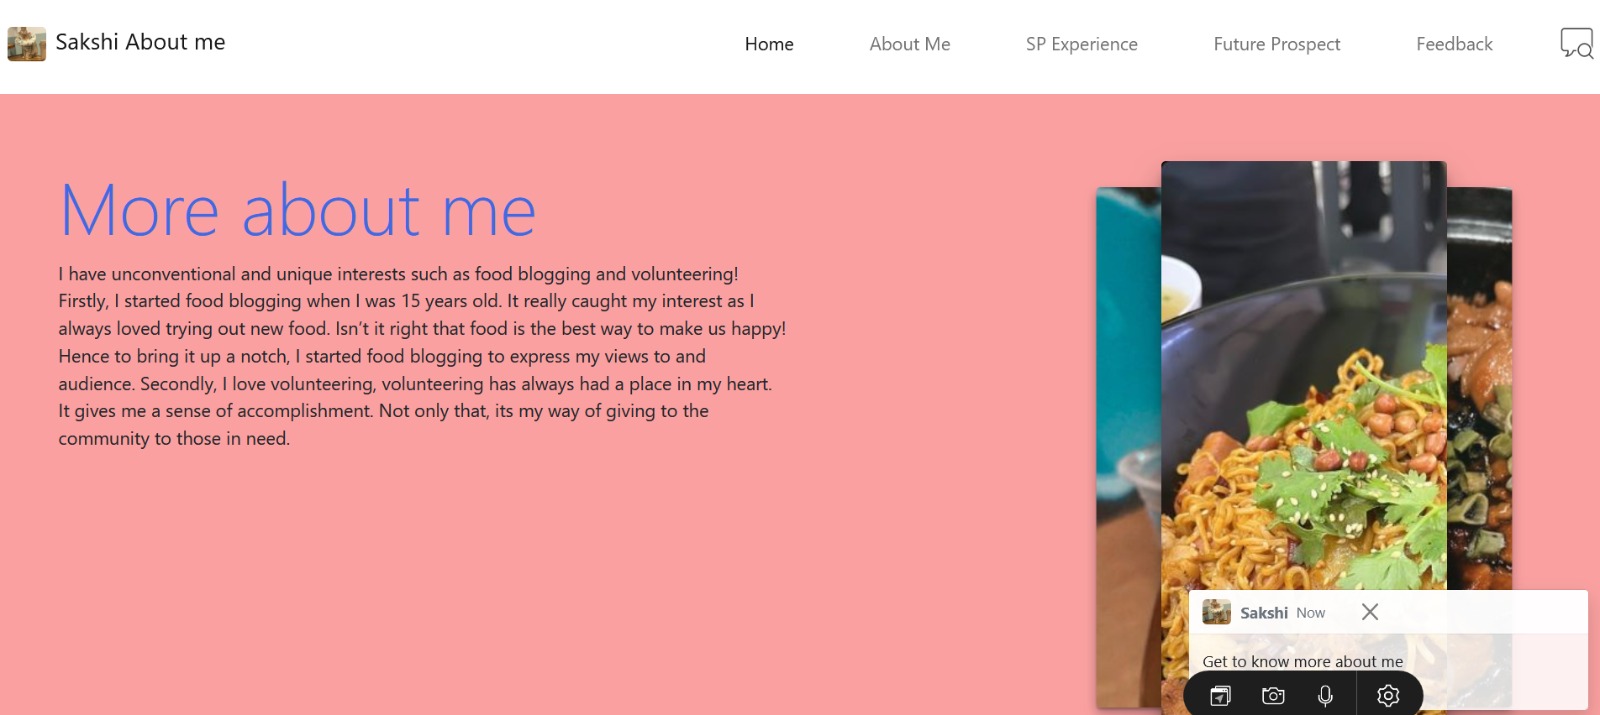 Sakshi About me
Home
About Me
SP Experience
Future Prospect
Feedback
More about me
I have unconventional and unique interests such as food blogging and volunteering!
Firstly, I started food blogging when I was 15 years old. It really caught my interest as I
always loved trying out new food. Isn’t it right that food is the best way to make us happy!
Hence to bring it up a notch, I started food blogging to express my views to and
audience. Secondly, I love volunteering, volunteering has always had a place in my heart.
It gives me a sense of accomplishment. Not only that, its my way of giving to the
community to those in need.
Sakshi Now
Get to know more about me